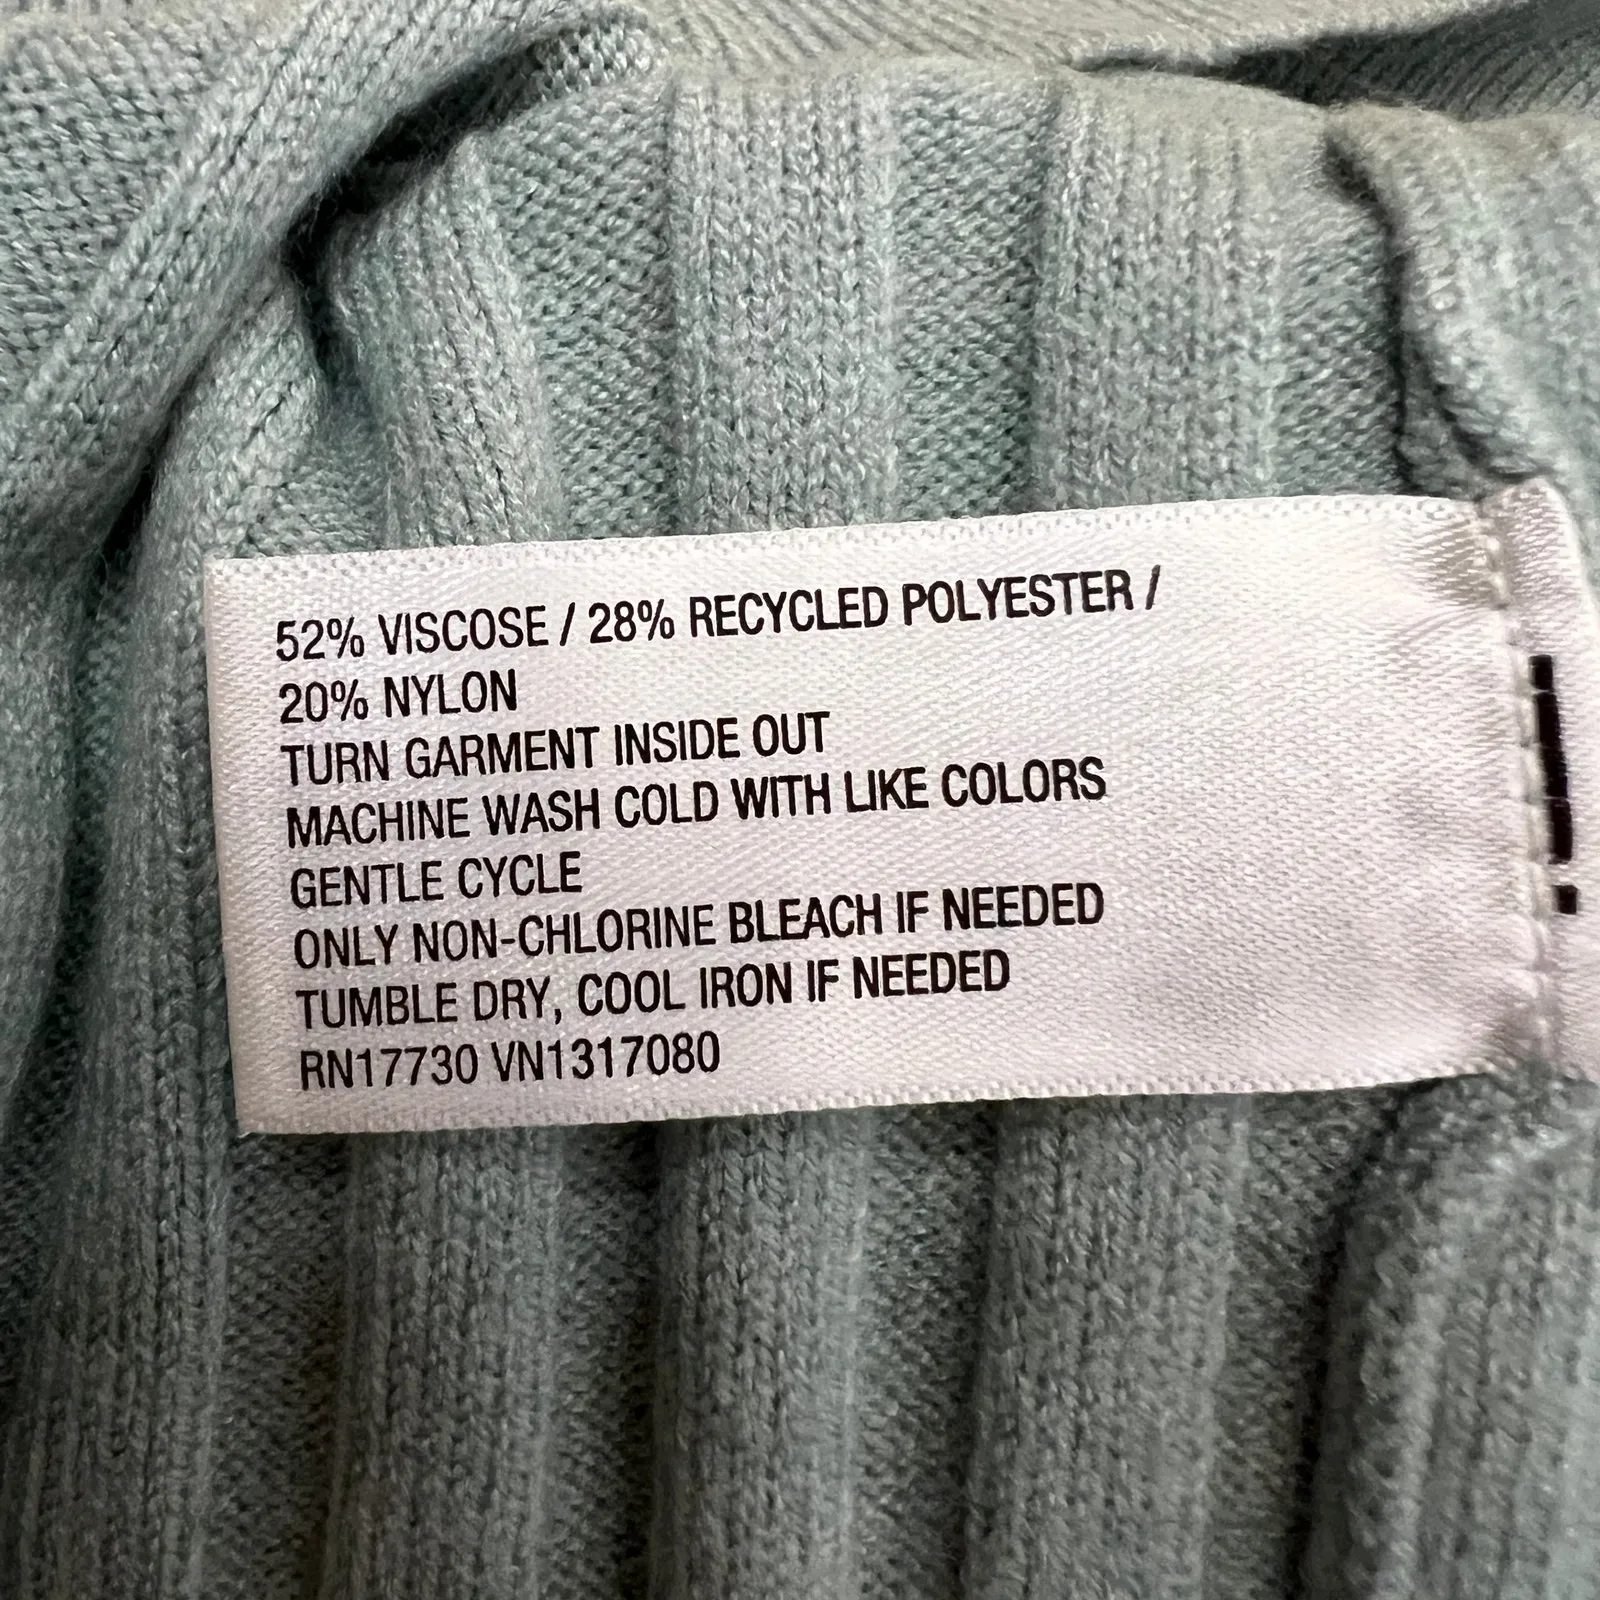 52% VISCOSE / 28% RECYCLED POLYESTER /
20% NYLON
TURN GARMENT INSIDE OUT
MACHINE WASH COLD WITH LIKE COLORS
GENTLE CYCLE
ONLY NON-CHLORINE BLEACH IF NEEDED
TUMBLE DRY, COOL IRON IF NEEDED
RN17730 VN1317080